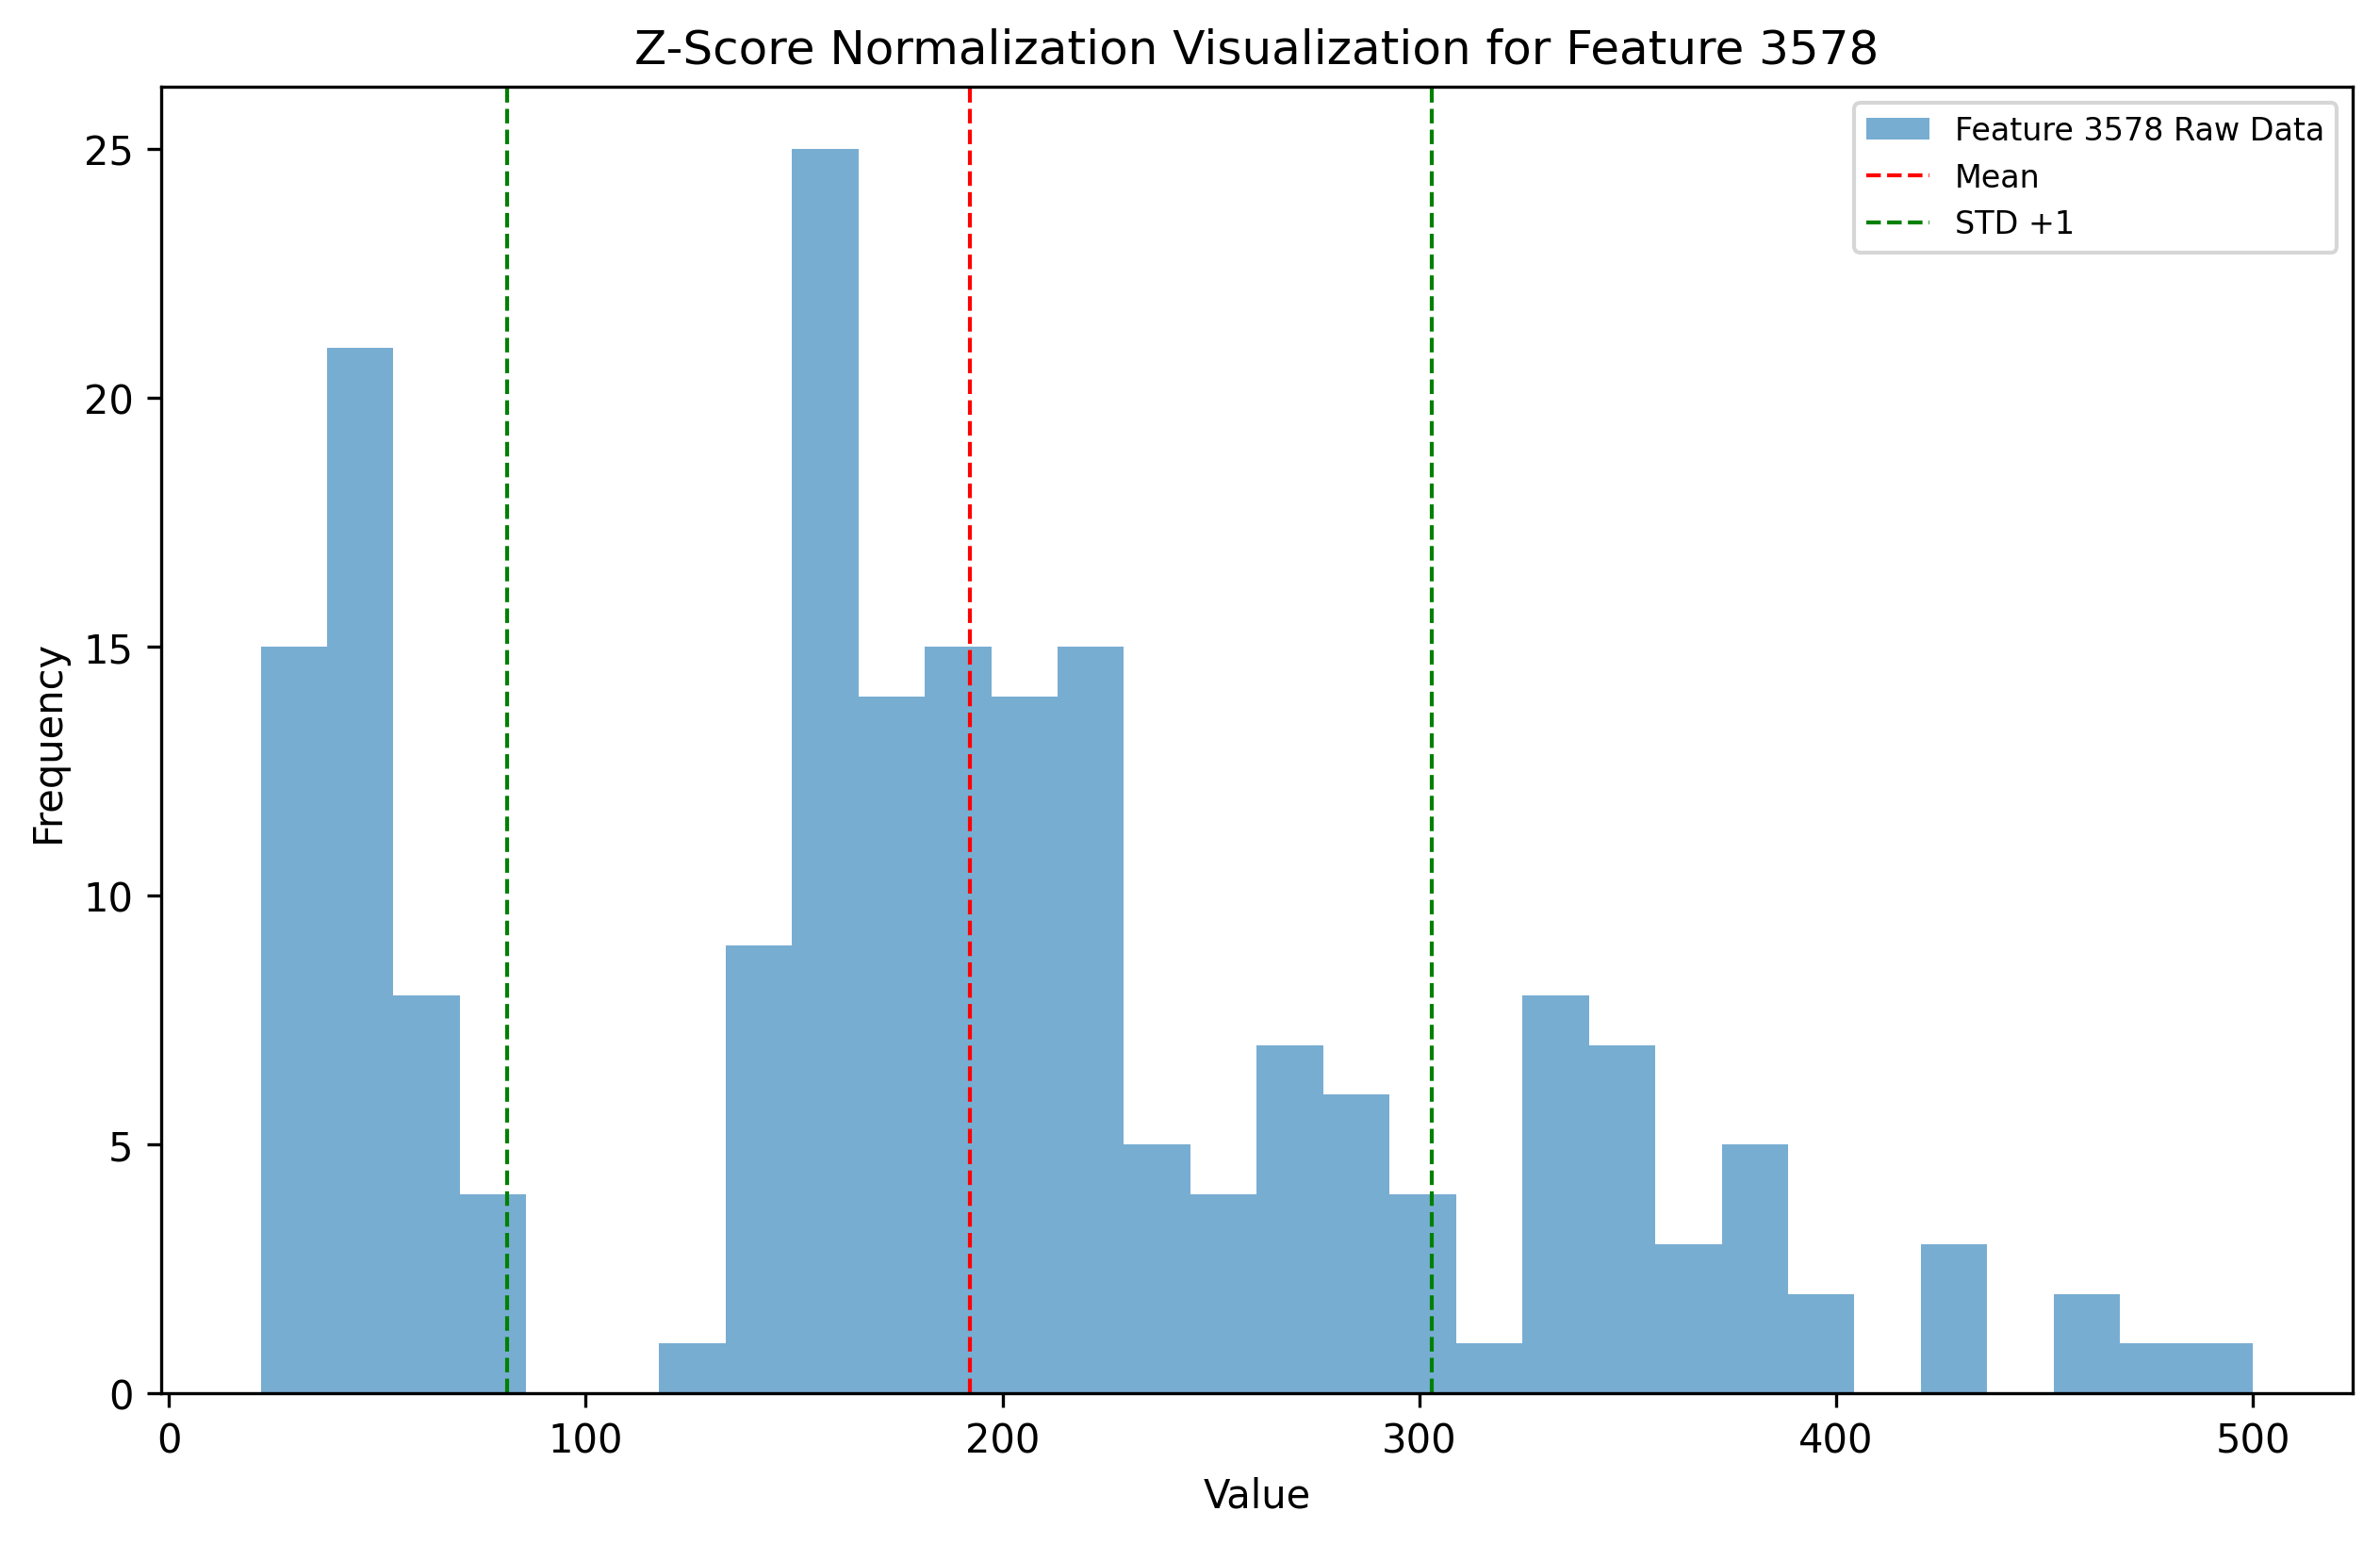 Z-Score Normalization Visualization for Feature 3578
Feature 3578 Raw Data
Mean
STD +1
25
20
15
10
5
0
Frequency
0 100 200 300 400 500
Value